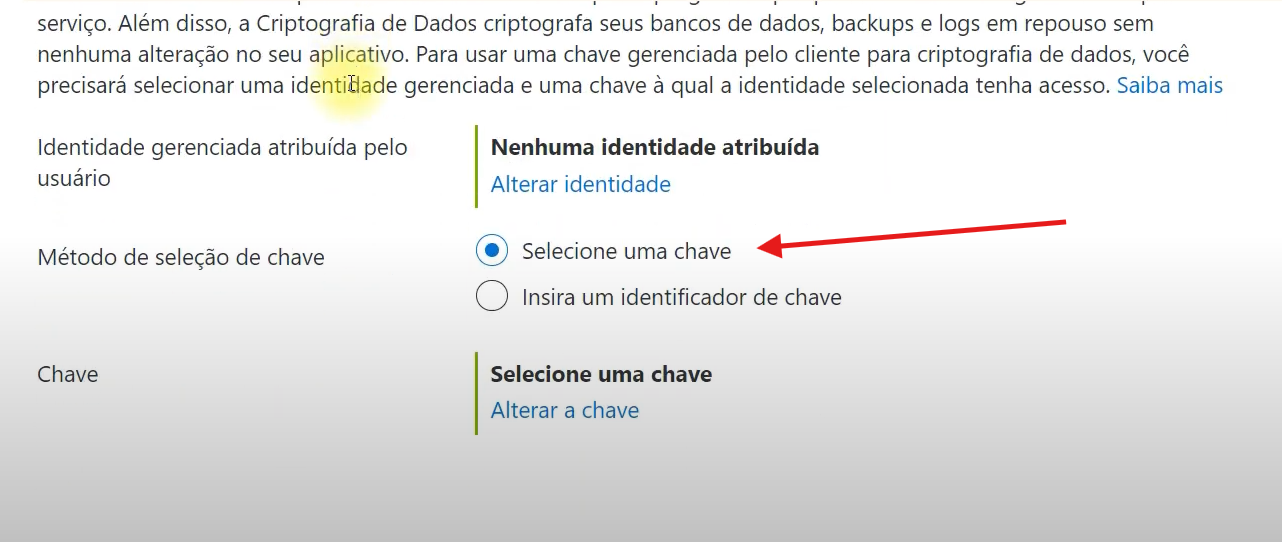 serviço. Além disso, a Criptografia de Dados criptografa seus bancos de dados, backups e logs em repouso sem
nenhuma alteração no seu aplicativo. Para usar uma chave gerenciada pelo cliente para criptografia de dados, você
precisará selecionar uma identidade gerenciada e uma chave à qual a identidade selecionada tenha acesso. Saiba mais
Identidade gerenciada atribuída pelo
usuário
Nenhuma identidade atribuída
Alterar identidade
Método de seleção de chave
Selecione uma chave
Insira um identificador de chave
Chave
Selecione uma chave
Alterar a chave